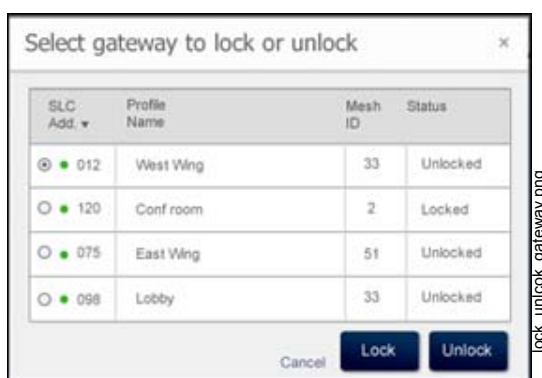 Select gateway to lock or unlock ×
SLC Add. ▾ Profile Name Mesh ID Status
012 West Wing 33 Unlocked
120 Conf room 2 Locked
075 East Wing 51 Unlocked
098 Lobby 33 Unlocked
Cancel Lock Unlock
lock_unlcok_gateway.png